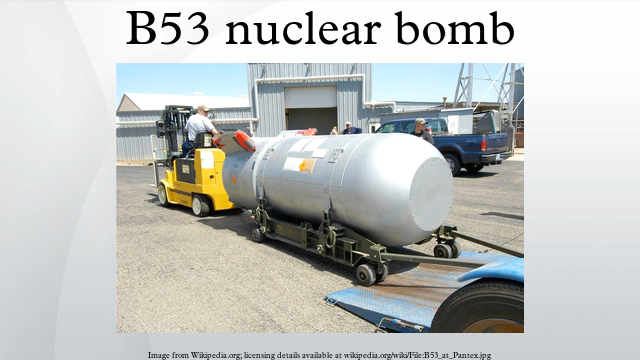 B53 nuclear bomb
Image from Wikipedia.org; licensing details available at wikipedia.org/wiki/File:B53_at_Pantex.jpg